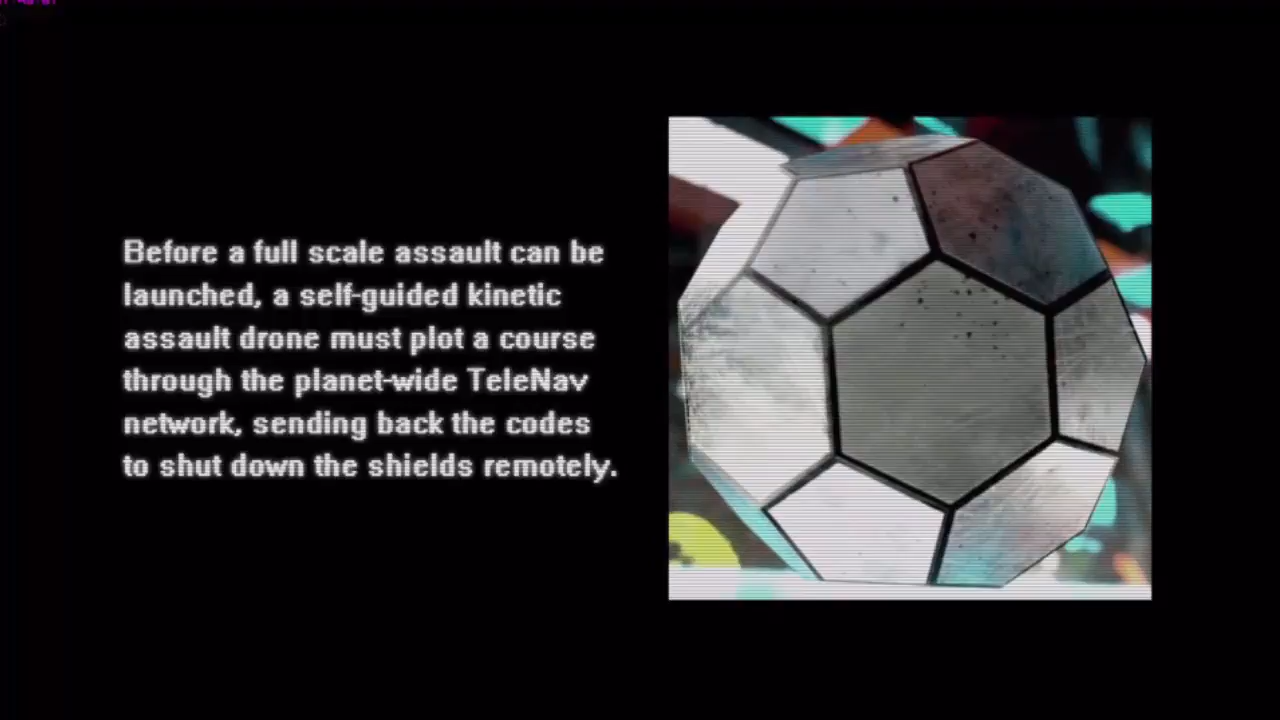 Before a full scale assault can be
launched, a self-guided kinetic
assault drone must plot a course
through the planet-wide TeleNav
network, sending back the codes
to shut down the shields remotely.